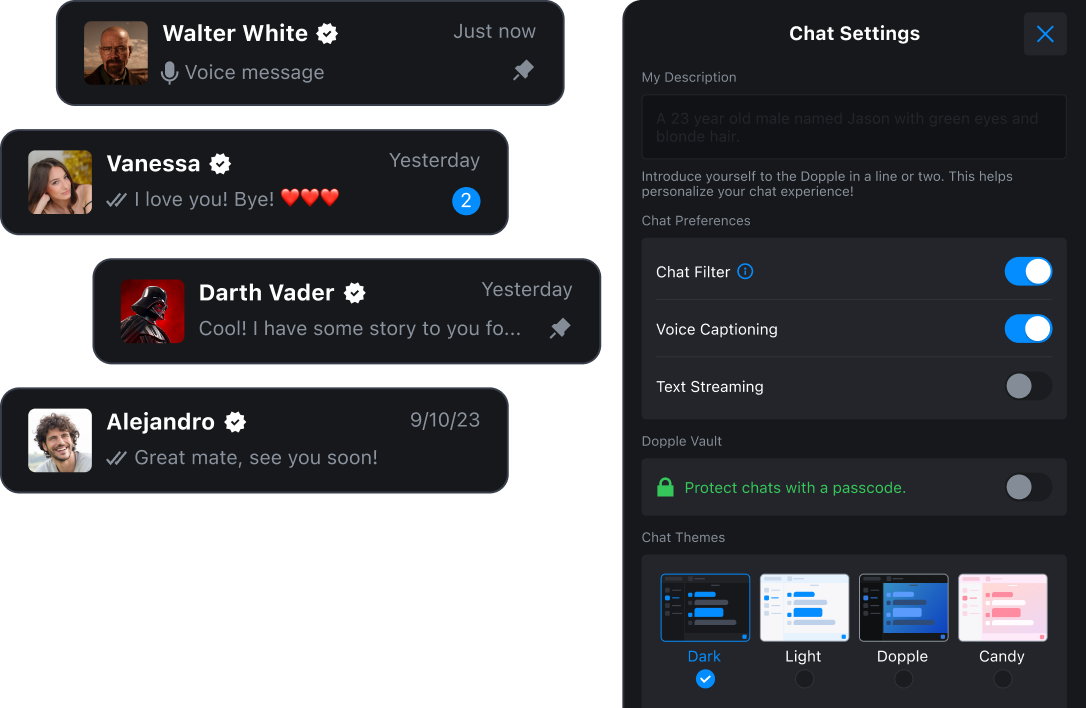 Walter White
Just now
Voice message
Vanessa
Yesterday
I love you! Bye! ❤️❤️❤️
2
Darth Vader
Yesterday
Cool! I have some story to you fo...
Alejandro
9/10/23
Great mate, see you soon!
Chat Settings
My Description
A 23 year old male named Jason with green eyes and
blonde hair.
Introduce yourself to the Dopple in a line or two. This helps
personalize your chat experience!
Chat Preferences
Chat Filter
Voice Captioning
Text Streaming
Dopple Vault
Protect chats with a passcode.
Chat Themes
Dark
Light
Dopple
Candy